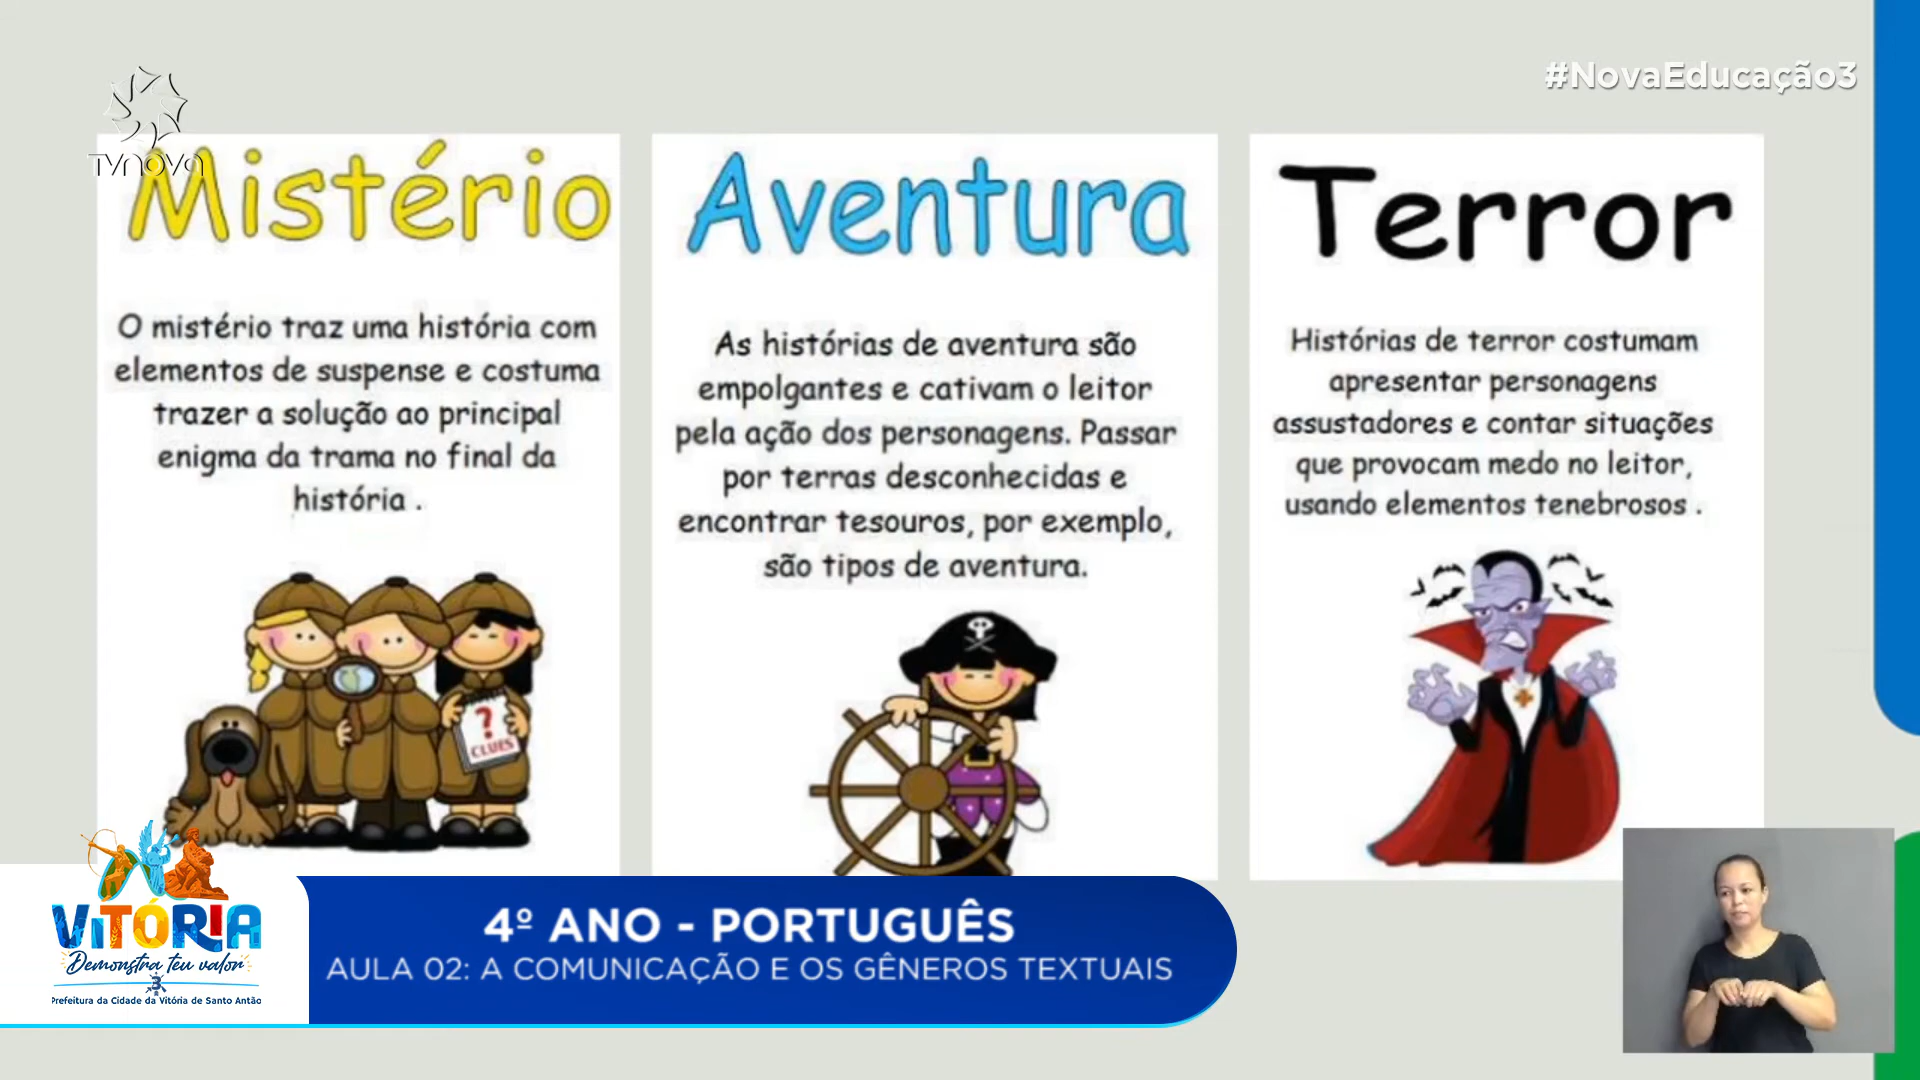 #NovaEducação3
TVNOVA
Mistério
O mistério traz uma história com
elementos de suspense e costuma
trazer a solução ao principal
enigma da trama no final da
história .
? CLUES
Aventura
As histórias de aventura são
empolgantes e cativam o leitor
pela ação dos personagens. Passar
por terras desconhecidas e
encontrar tesouros, por exemplo,
são tipos de aventura.
Terror
Histórias de terror costumam
apresentar personagens
assustadores e contar situações
que provocam medo no leitor,
usando elementos tenebrosos .
ViTÓRIA
Demonstra teu valor
Prefeitura da Cidade da Vitória de Santo Antão
4º ANO - PORTUGUÊS
AULA 02: A COMUNICAÇÃO E OS GÊNEROS TEXTUAIS